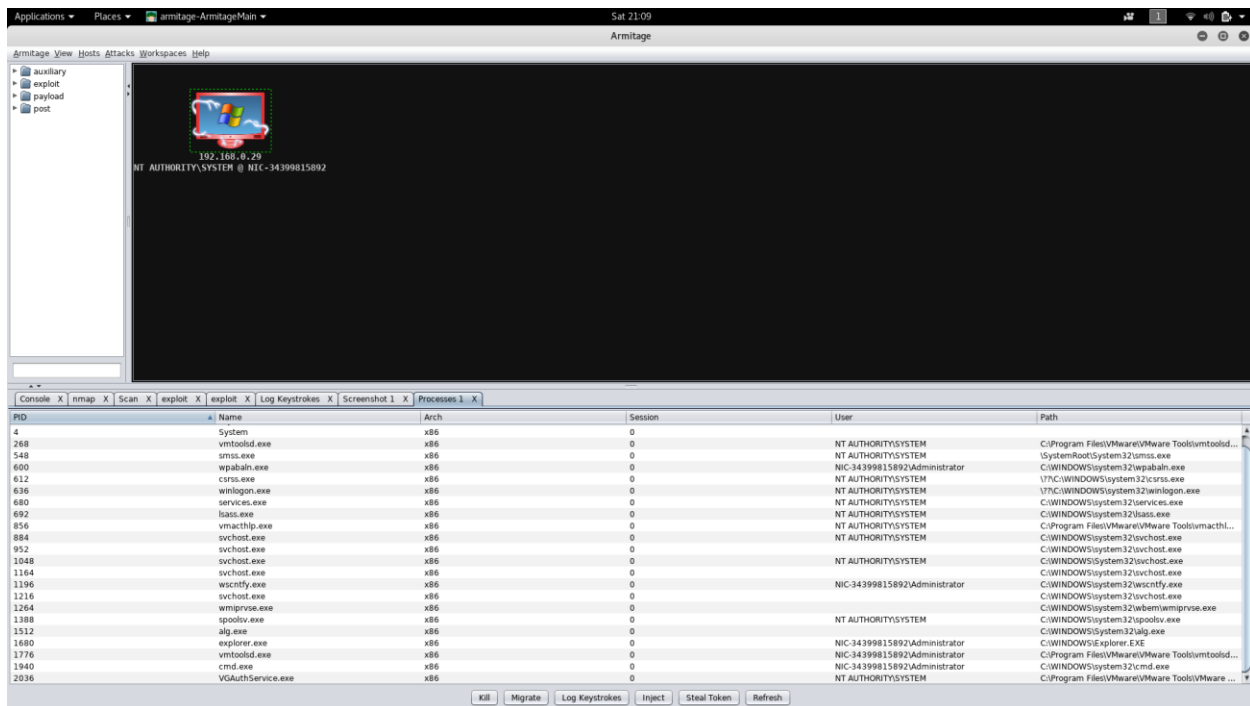 Applications Places armitage-ArmitageMain Sat 21:09 1
Armitage
Armitage View Hosts Attacks Workspaces Help
auxiliary
exploit
payload
post
192.168.0.29
NT AUTHORITY\SYSTEM @ NIC-34399815892
Console X nmap X Scan X exploit X exploit X Log Keystrokes X Screenshot 1 X Processes 1 X
PID Name Arch Session User Path
4 System x86 0
268 vmtoolsd.exe x86 0 NT AUTHORITY\SYSTEM C:\Program Files\VMware\VMware Tools\vmtoolsd...
548 smss.exe x86 0 NT AUTHORITY\SYSTEM \SystemRoot\System32\smss.exe
600 wpabaln.exe x86 0 NIC-34399815892\Administrator C:\WINDOWS\system32\wpabaln.exe
612 csrss.exe x86 0 NT AUTHORITY\SYSTEM \??\C:\WINDOWS\system32\csrss.exe
636 winlogon.exe x86 0 NT AUTHORITY\SYSTEM \??\C:\WINDOWS\system32\winlogon.exe
680 services.exe x86 0 NT AUTHORITY\SYSTEM C:\WINDOWS\system32\services.exe
692 lsass.exe x86 0 NT AUTHORITY\SYSTEM C:\WINDOWS\system32\lsass.exe
856 vmacthlp.exe x86 0 NT AUTHORITY\SYSTEM C:\Program Files\VMware\VMware Tools\vmacthl...
884 svchost.exe x86 0 NT AUTHORITY\SYSTEM C:\WINDOWS\system32\svchost.exe
952 svchost.exe x86 0 C:\WINDOWS\system32\svchost.exe
1048 svchost.exe x86 0 NT AUTHORITY\SYSTEM C:\WINDOWS\System32\svchost.exe
1164 svchost.exe x86 0 C:\WINDOWS\system32\svchost.exe
1196 wscntfy.exe x86 0 NIC-34399815892\Administrator C:\WINDOWS\system32\wscntfy.exe
1216 svchost.exe x86 0 C:\WINDOWS\system32\svchost.exe
1264 wmiprvse.exe x86 0 C:\WINDOWS\system32\wbem\wmiprvse.exe
1388 spoolsv.exe x86 0 NT AUTHORITY\SYSTEM C:\WINDOWS\system32\spoolsv.exe
1512 alg.exe x86 0 C:\WINDOWS\System32\alg.exe
1680 explorer.exe x86 0 NIC-34399815892\Administrator C:\WINDOWS\Explorer.EXE
1776 vmtoolsd.exe x86 0 NIC-34399815892\Administrator C:\Program Files\VMware\VMware Tools\vmtoolsd...
1940 cmd.exe x86 0 NIC-34399815892\Administrator C:\WINDOWS\system32\cmd.exe
2036 VGAuthService.exe x86 0 NT AUTHORITY\SYSTEM C:\Program Files\VMware\VMware Tools\VMware ...
Kill Migrate Log Keystrokes Inject Steal Token Refresh